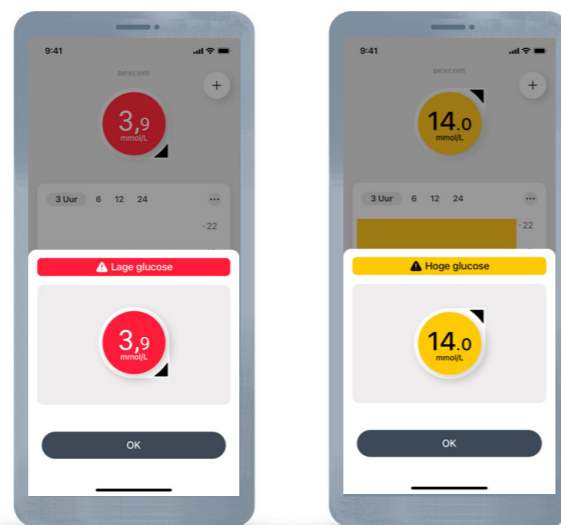 9:41
Dexcom
+
3,9
mmol/L
3 Uur 6 12 24 ...
-22
Lage glucose
3,9
mmol/L
OK
9:41
Dexcom
+
14.0
mmol/L
3 Uur 6 12 24 ...
-22
Hoge glucose
14.0
mmol/L
OK